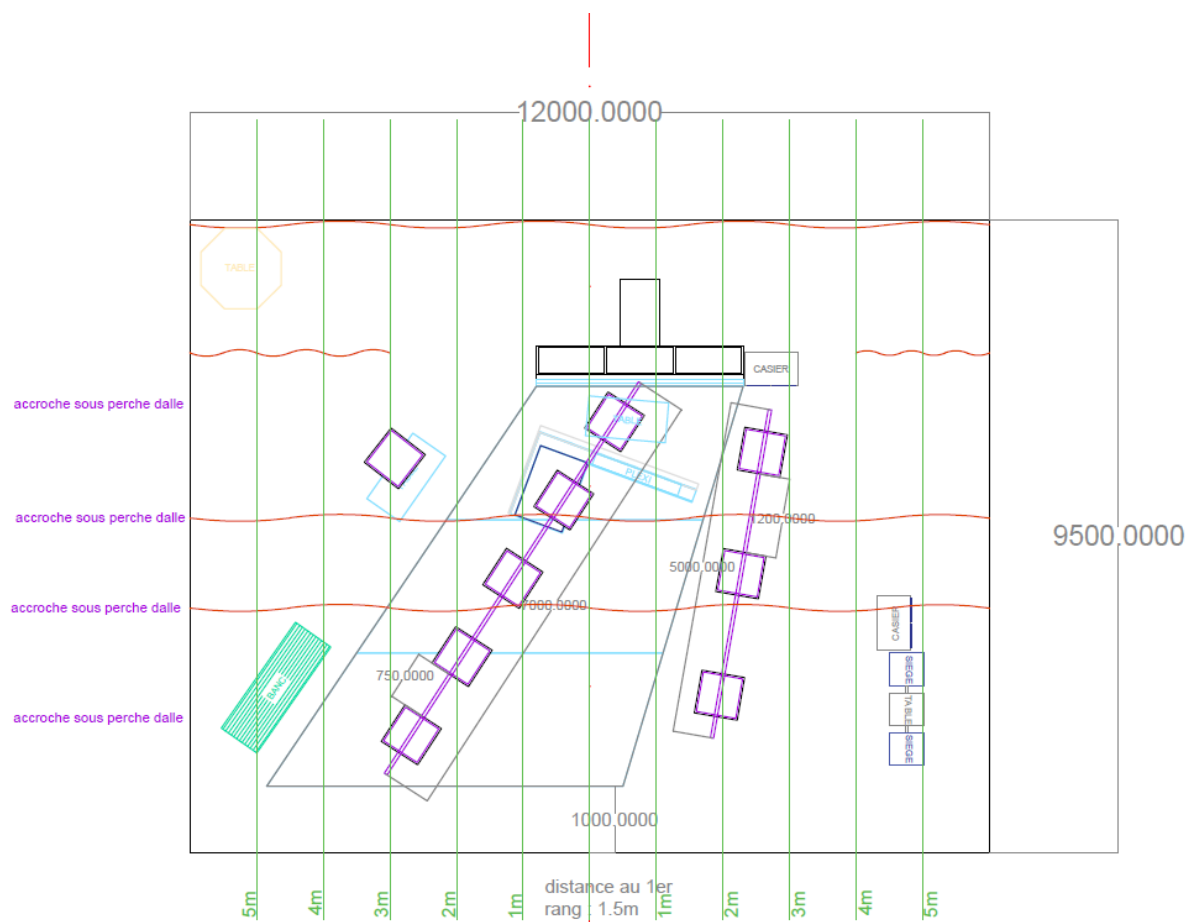 12000.0000
TABLE
CASIER
accroche sous perche dalle
TABLE
PLEXI
accroche sous perche dalle
1200.0000
9500.0000
5000.0000
accroche sous perche dalle
7000.0000
CASIER
SIEGE
750.0000
BANC
TABLE
accroche sous perche dalle
SIEGE
1000.0000
distance au 1er
rang : 1.5m
5m
4m
3m
2m
1m
1m
2m
3m
4m
5m